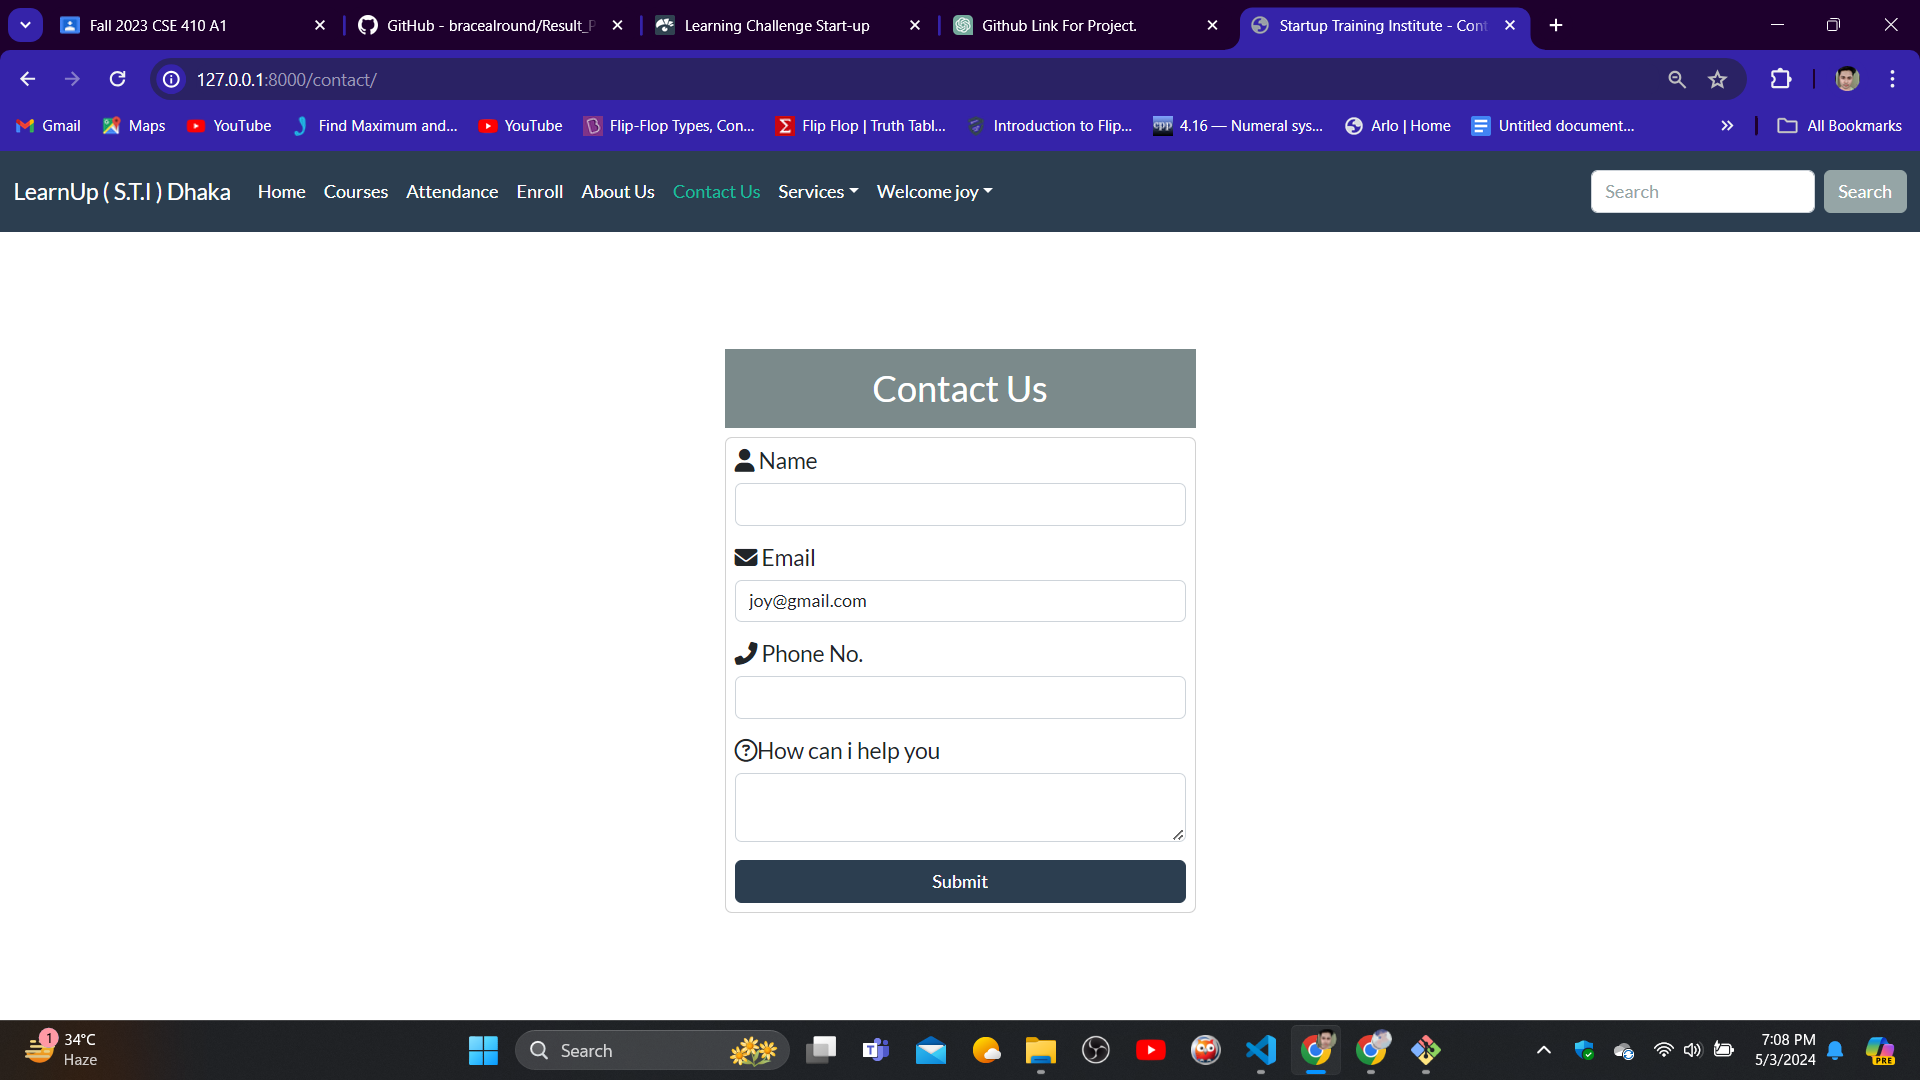 Fall 2023 CSE 410 A1
GitHub - bracealround/Result_P
Learning Challenge Start-up
Github Link For Project.
Startup Training Institute - Cont
127.0.0.1:8000/contact/
Gmail
Maps
YouTube
Find Maximum and...
YouTube
Flip-Flop Types, Con...
Flip Flop | Truth Tabl...
Introduction to Flip...
4.16 — Numeral sys...
Arlo | Home
Untitled document...
All Bookmarks
LearnUp ( S.T.I ) Dhaka
Home
Courses
Attendance
Enroll
About Us
Contact Us
Services
Welcome joy
Search
Search
Contact Us
Name
Email
joy@gmail.com
Phone No.
How can i help you
Submit
1
34°C
Haze
Search
7:08 PM
5/3/2024
PRE